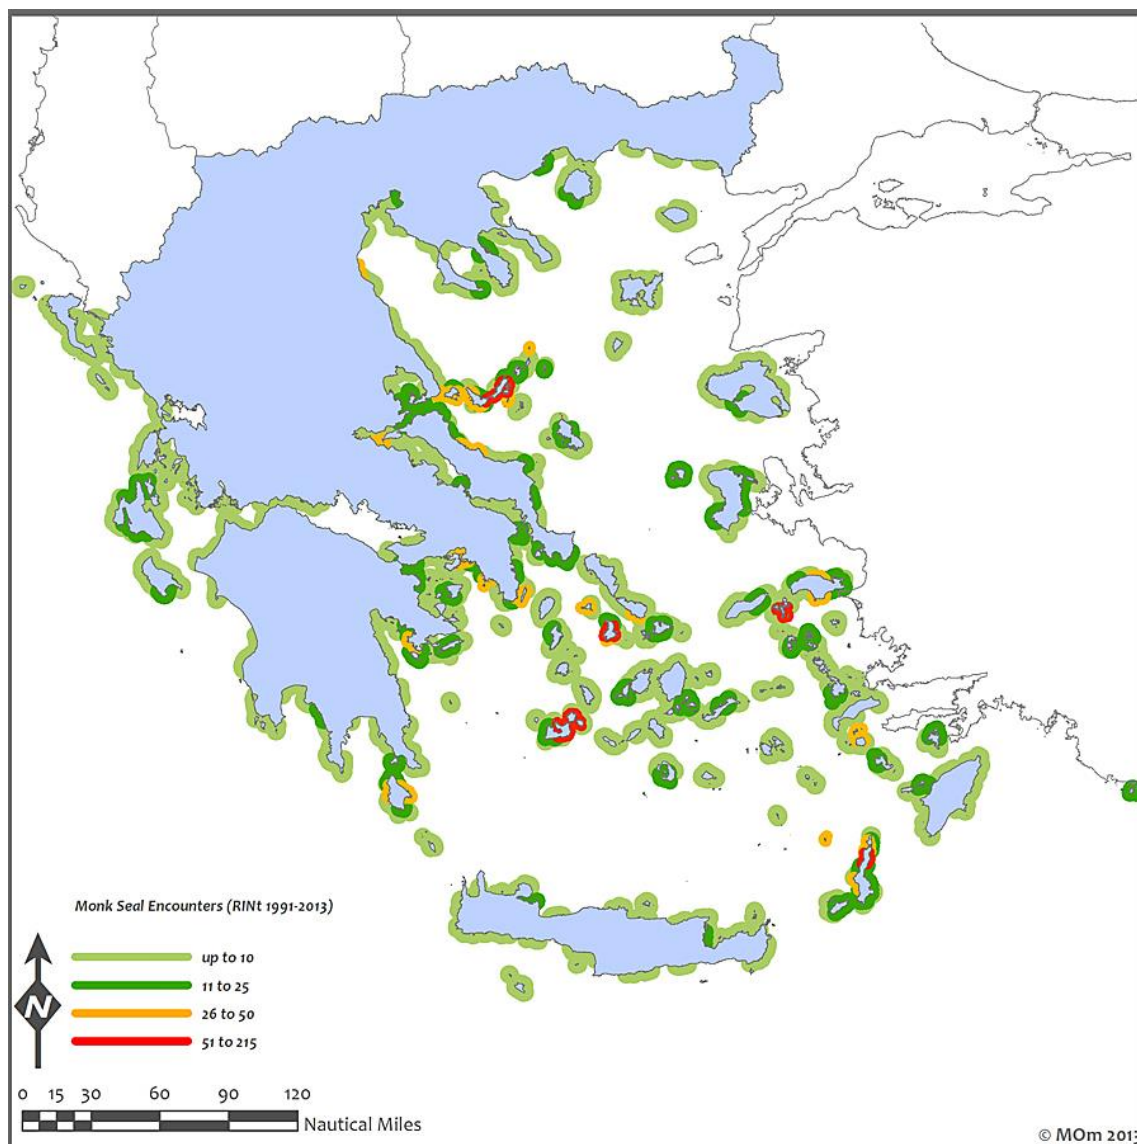 Monk Seal Encounters (RINt 1991-2013)
up to 10
11 to 25
26 to 50
51 to 215
N
0 15 30 60 90 120
Nautical Miles
© MOm 2013